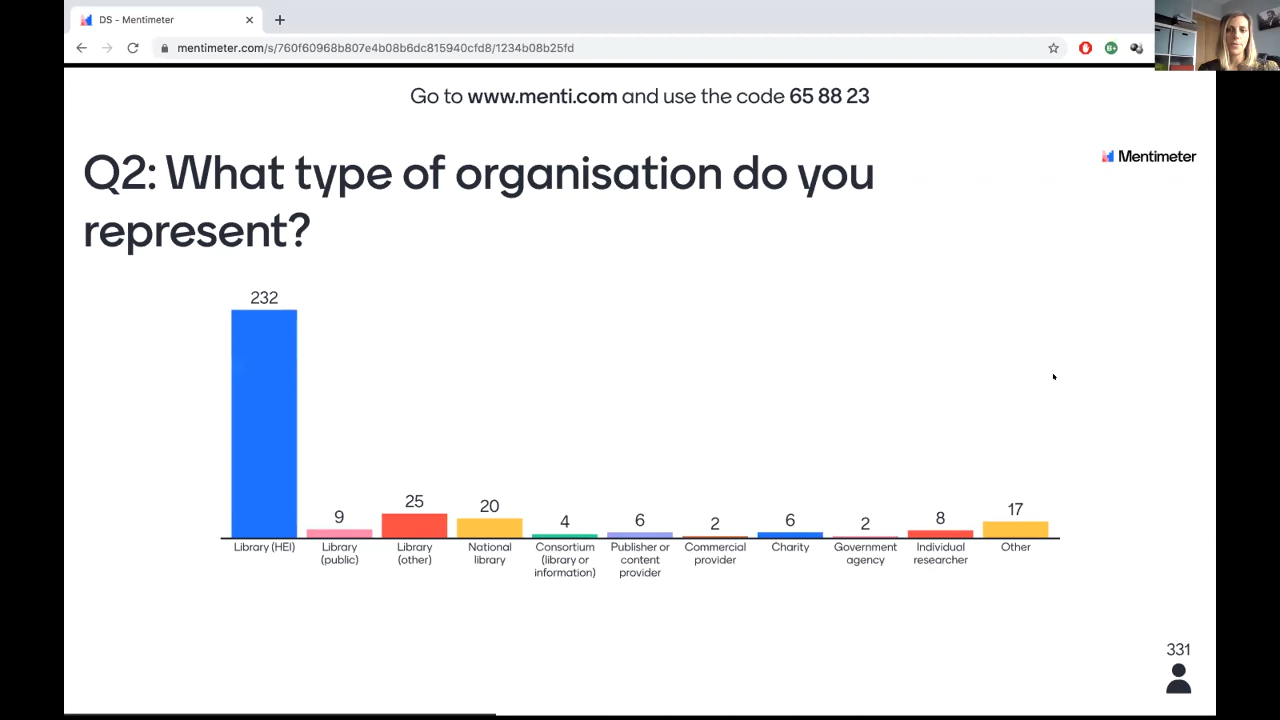 DS - Mentimeter
mentimeter.com/s/760f60968b807e4b08b6dc815940cfd8/1234b08b25fd
Go to www.menti.com and use the code 65 88 23
Q2: What type of organisation do you
represent?
Mentimeter
232
9
25
20
4
6
2
6
2
8
17
Library (HEI)
Library
(public)
Library
(other)
National
library
Consortium
(library or
information)
Publisher or
content
provider
Commercial
provider
Charity
Government
agency
Individual
researcher
Other
331